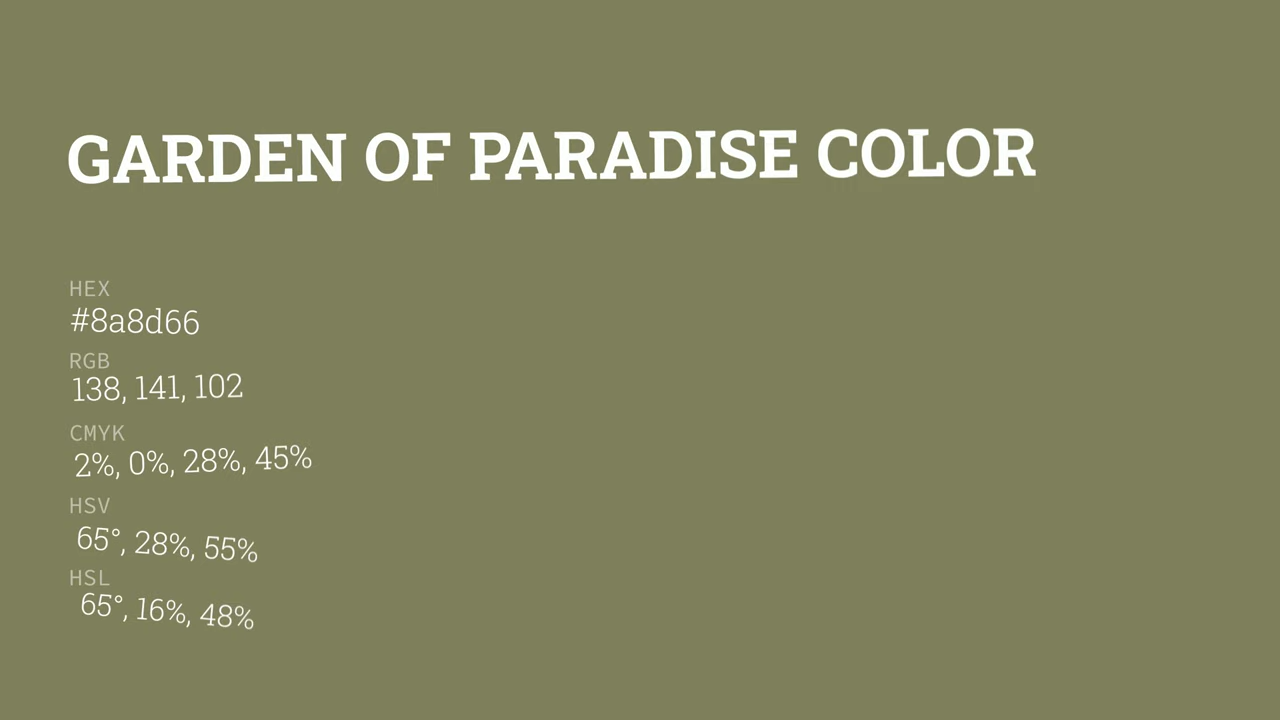 GARDEN OF PARADISE COLOR
HEX
#8a8d66
RGB
138, 141, 102
CMYK
2%, 0%, 28%, 45%
HSV
65°, 28%, 55%
HSL
65°, 16%, 48%